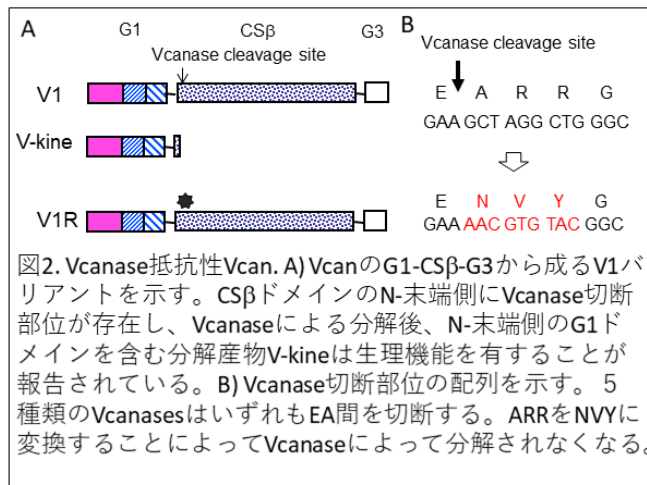 A G1 CSβ G3 B
Vcanase cleavage site
Vcanase cleavage site
V1
E A R R G
GAA GCT AGG CTG GGC
V-kine
V1R
E N V Y G
GAA AAC GTG TAC GGC
図2. Vcanase抵抗性Vcan. A) VcanのG1-CSβ-G3から成るV1バ
リアントを示す。CSβドメインのN-末端側にVcanase切断
部位が存在し、Vcanaseによる分解後、N-末端側のG1ド
メインを含む分解産物V-kineは生理機能を有することが
報告されている。B) Vcanase切断部位の配列を示す。５
種類のVcanasesはいずれもEA間を切断する。ARRをNVYに
変換することによってVcanaseによって分解されなくなる。